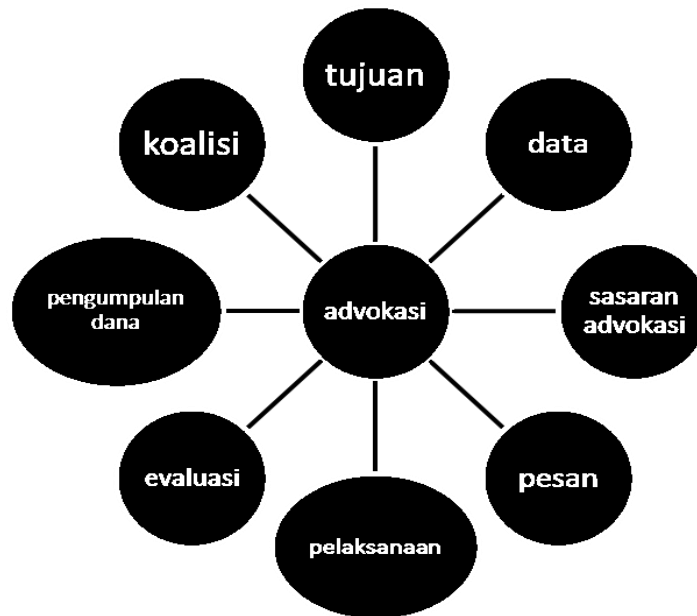 tujuan
koalisi
data
pengumpulan
dana
advokasi
sasaran
advokasi
evaluasi
pesan
pelaksanaan